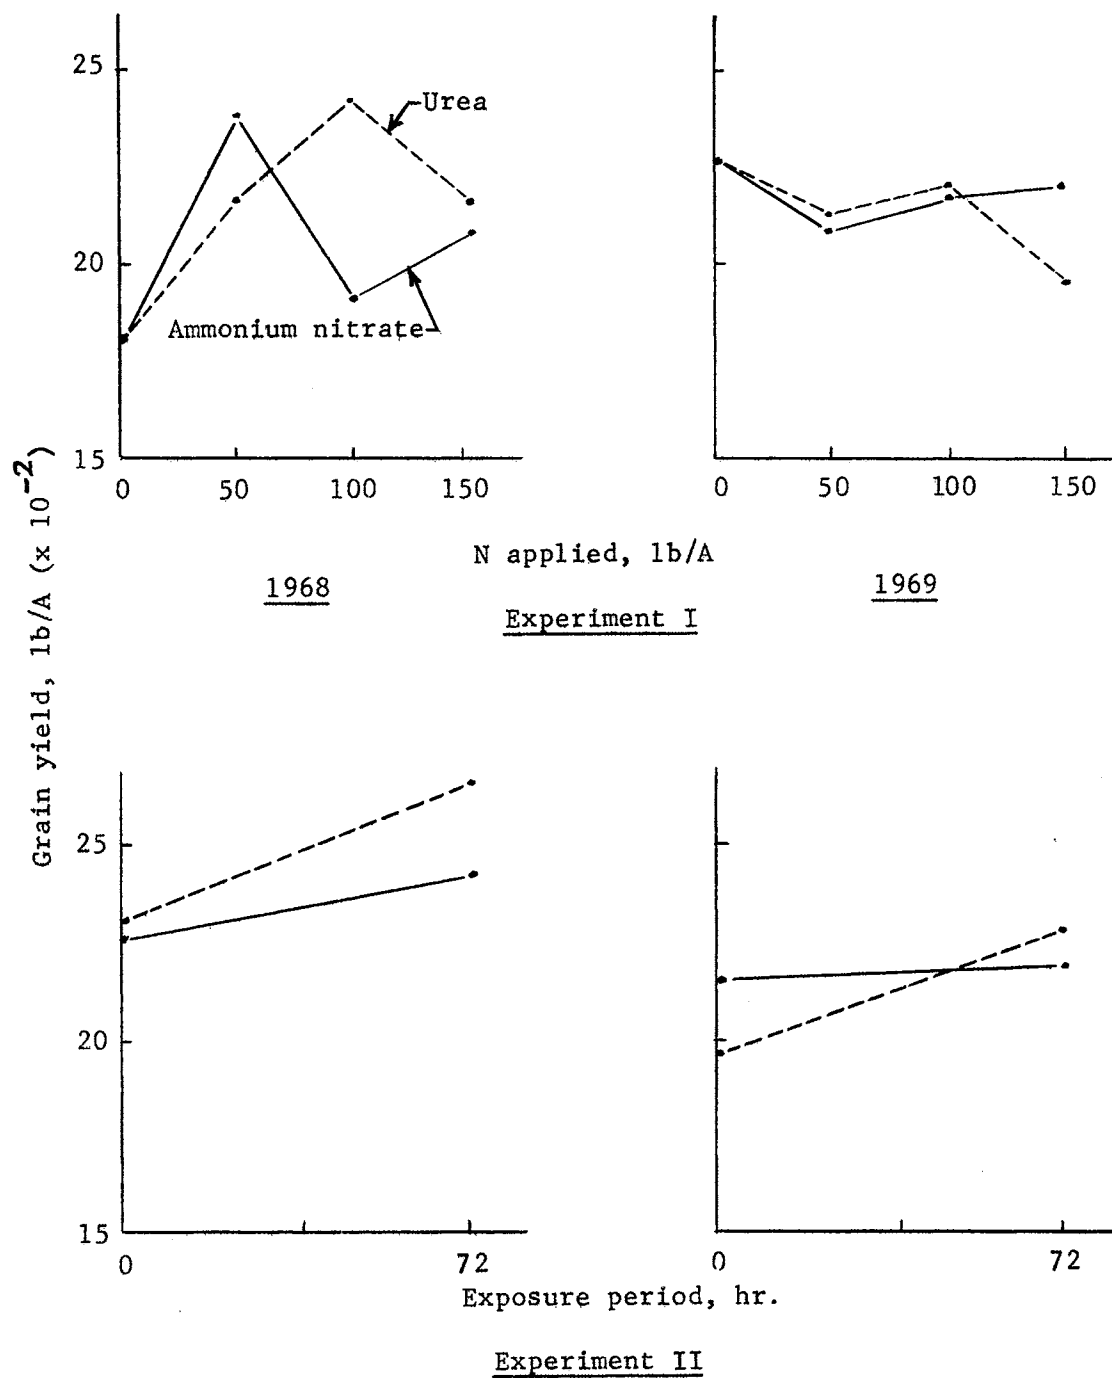 25
20
15
Urea
Ammonium nitrate
0 50 100 150
0 50 100 150
N applied, lb/A
1968
1969
Experiment I
Grain yield, lb/A (x 10⁻²)
25
20
15
0 72
0 72
Exposure period, hr.
Experiment II